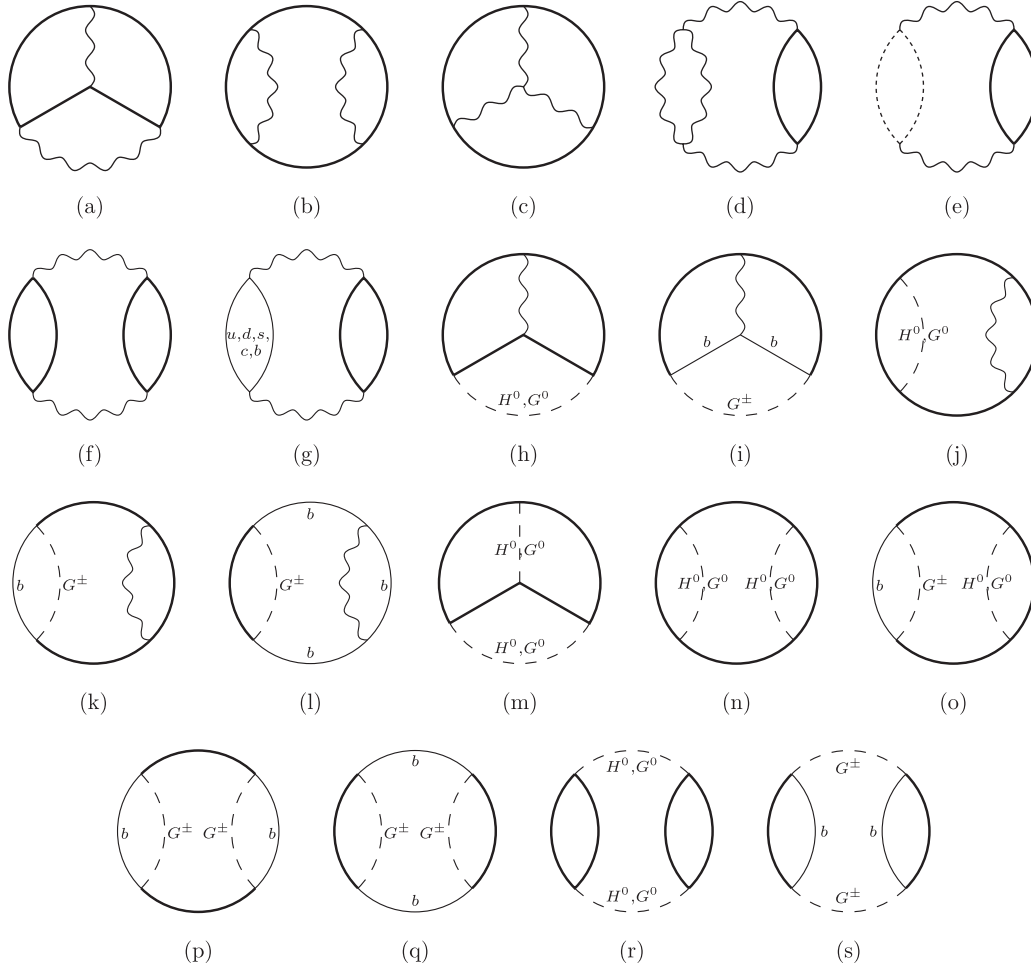 (a) (b) (c) (d) (e)
u,d,s,
c,b
H⁰,G⁰
b b
G±
H⁰ G⁰
(f) (g) (h) (i) (j)
b G±
b
G± b
b
H⁰ G⁰
H⁰,G⁰
H⁰ G⁰ H⁰ G⁰
b G± H⁰ G⁰
(k) (l) (m) (n) (o)
b G± G± b
b
G± G±
b
H⁰,G⁰
H⁰,G⁰
G±
b b
G±
(p) (q) (r) (s)